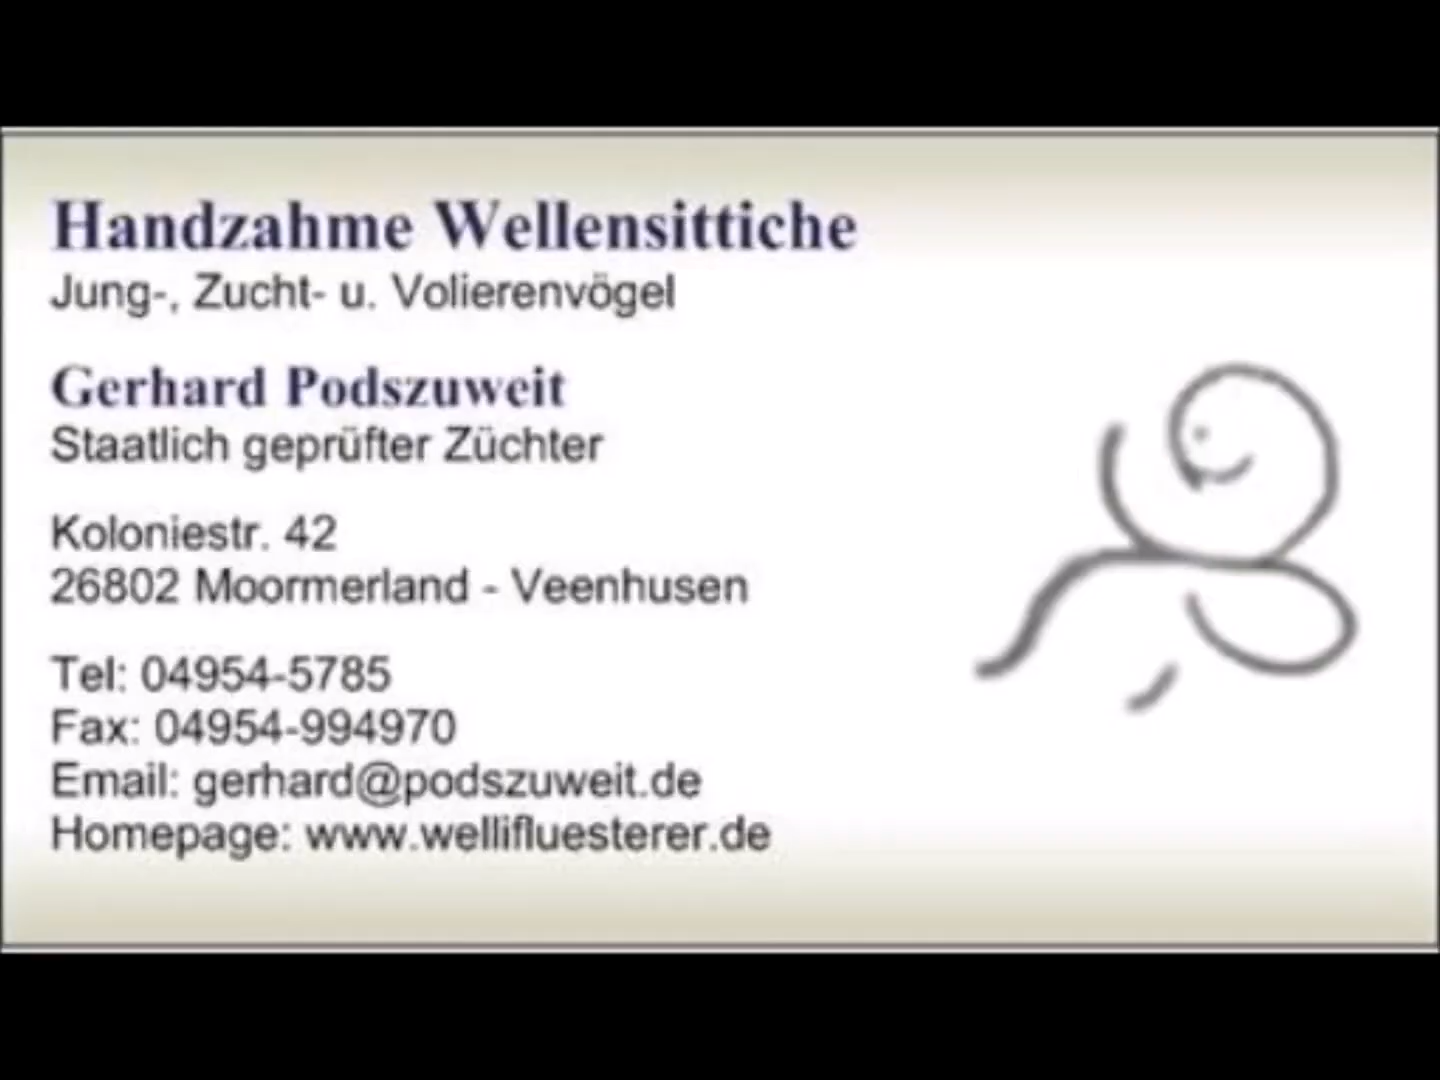 Handzahme Wellensittiche
Jung-, Zucht- u. Volierenvögel
Gerhard Podszuweit
Staatlich geprüfter Züchter
Koloniestr. 42
26802 Moormerland - Veenhusen
Tel: 04954-5785
Fax: 04954-994970
Email: gerhard@podszuweit.de
Homepage: www.wellifluesterer.de